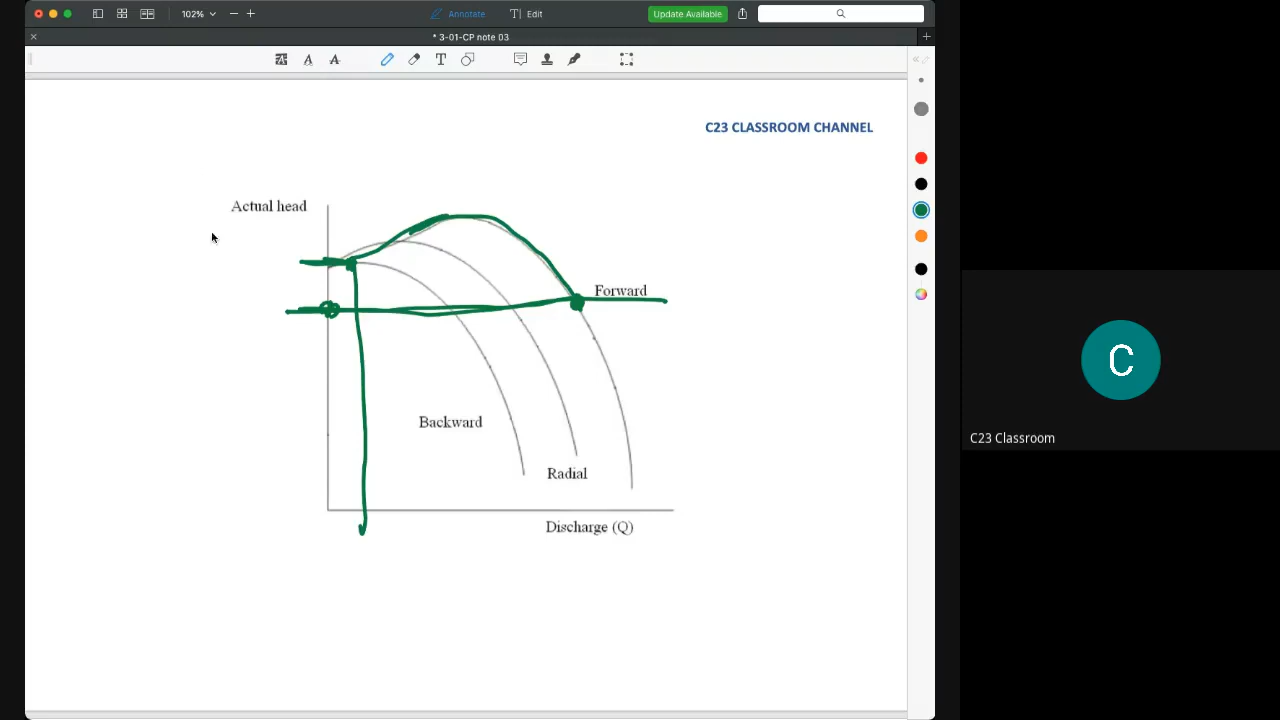 102%
Annotate
Edit
Update Available
* 3-01-CP note 03
A
A
T
C23 CLASSROOM CHANNEL
Actual head
Forward
Backward
Radial
Discharge (Q)
C
C23 Classroom